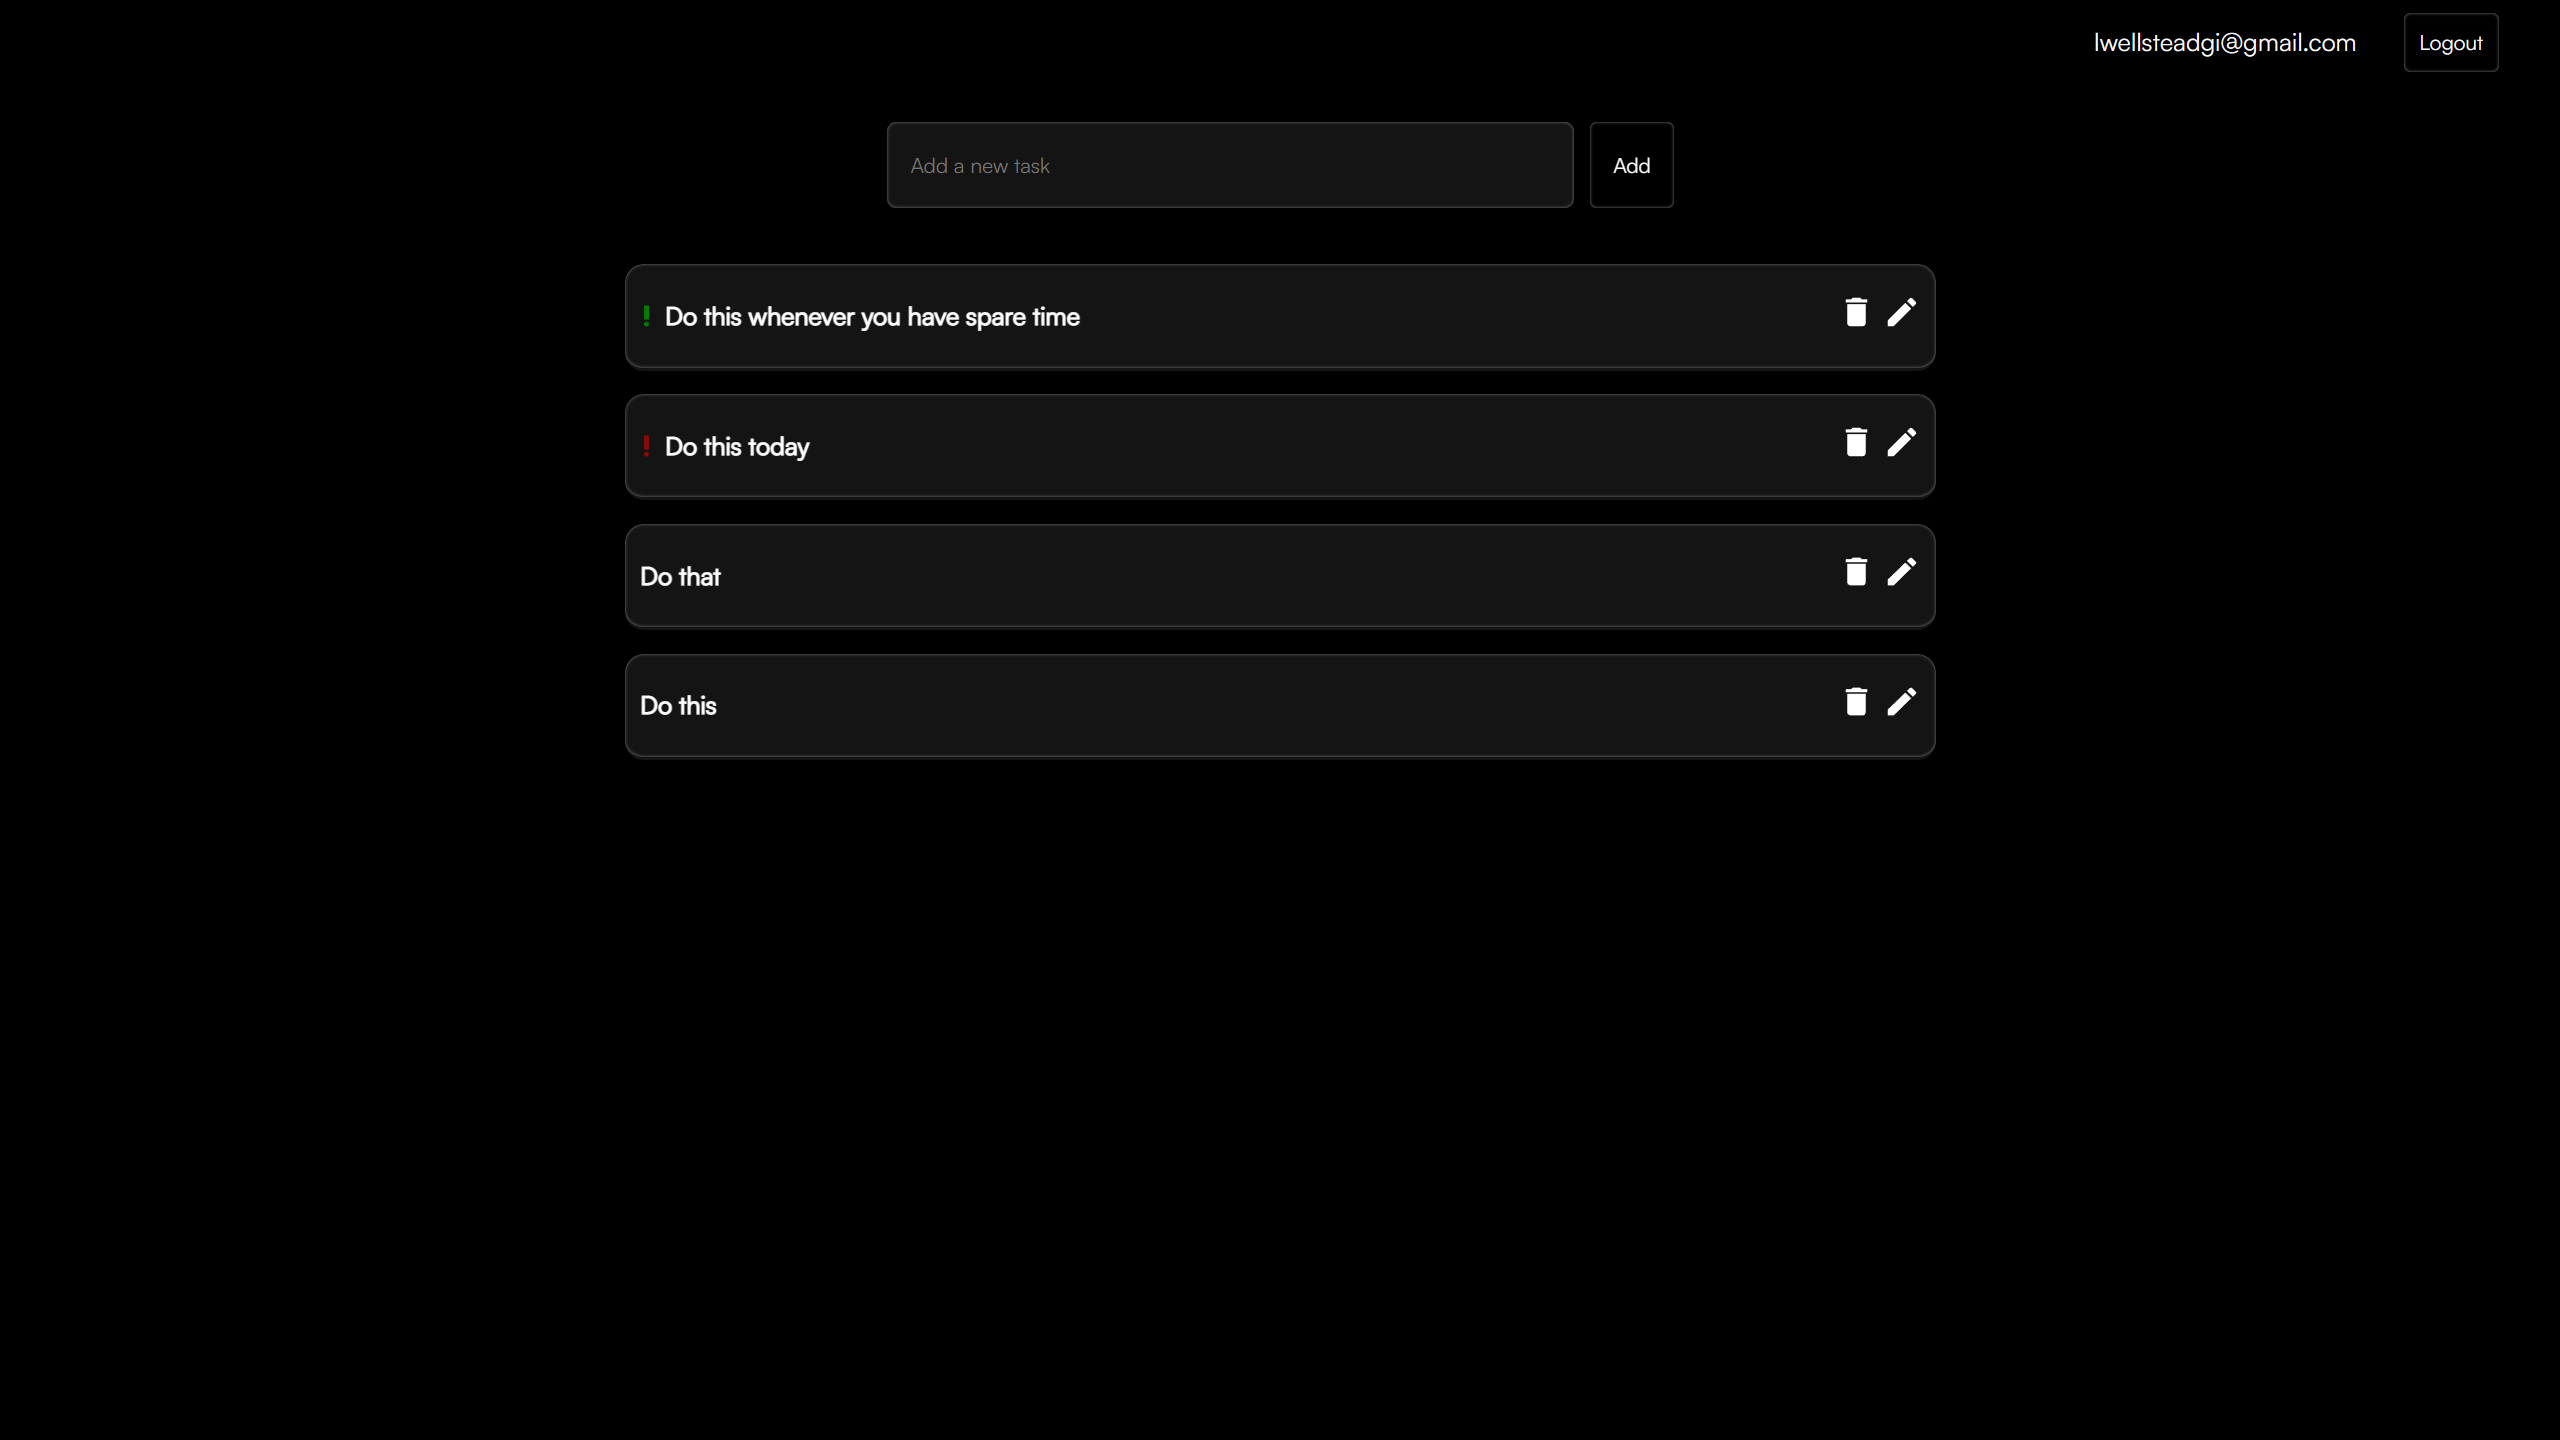 lwellsteadgi@gmail.com Logout
Add a new task Add
! Do this whenever you have spare time
! Do this today
Do that
Do this